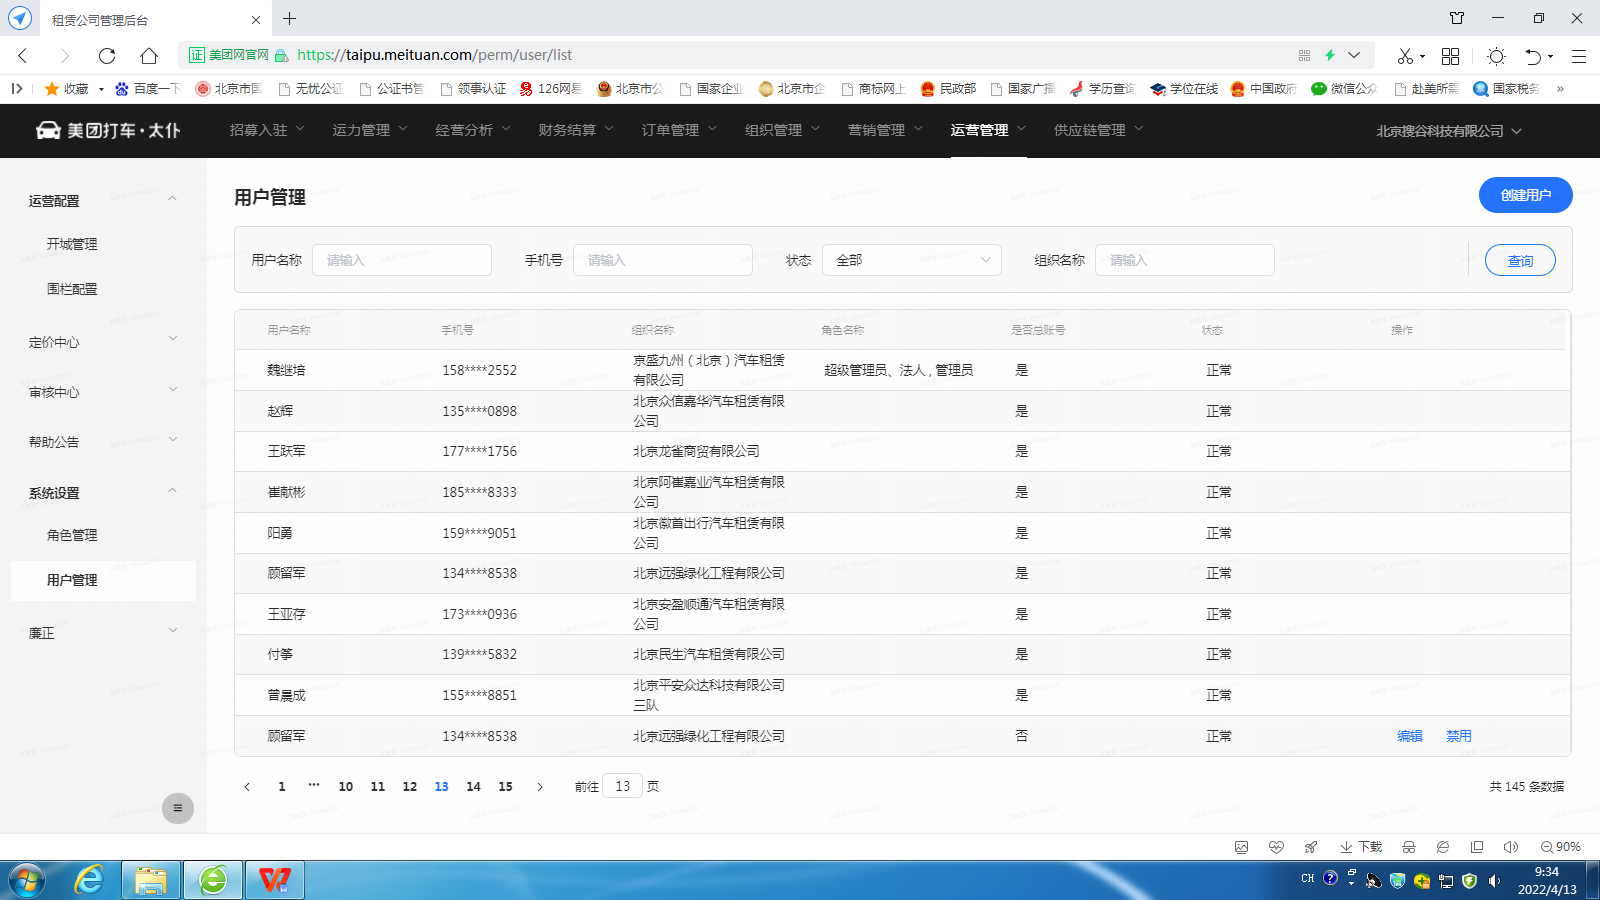 租赁公司管理后台
证 美团网官网 https://taipu.meituan.com/perm/user/list
收藏 百度一下 北京市国 无忧公证 公证书管 领事认证 126网易 北京市公 国家企业 北京市企 商标网上 民政部 国家广播 学历查询 学位在线 中国政府 微信公众 赴美所需 国家税务 »
美团打车·太仆 招募入驻 运力管理 经营分析 财务结算 订单管理 组织管理 营销管理 运营管理 供应链管理 北京搜谷科技有限公司
运营配置
开城管理
围栏配置
定价中心
审核中心
帮助公告
系统设置
角色管理
用户管理
廉正
用户管理
创建用户
用户名称 请输入 手机号 请输入 状态 全部 组织名称 请输入 查询
用户名称 手机号 组织名称 角色名称 是否总账号 状态 操作
魏继培 158****2552 京盛九州（北京）汽车租赁有限公司 超级管理员、法人，管理员 是 正常
赵辉 135****0898 北京众信嘉华汽车租赁有限公司 是 正常
王跃军 177****1756 北京龙雀商贸有限公司 是 正常
崔献彬 185****8333 北京阿崔嘉业汽车租赁有限公司 是 正常
阳勇 159****9051 北京徽首出行汽车租赁有限公司 是 正常
顾留军 134****8538 北京远强绿化工程有限公司 是 正常
王亚存 173****0936 北京安盈顺通汽车租赁有限公司 是 正常
付筝 139****5832 北京民生汽车租赁有限公司 是 正常
曾晨成 155****8851 北京平安众达科技有限公司三队 是 正常
顾留军 134****8538 北京远强绿化工程有限公司 否 正常 编辑 禁用
1 ··· 10 11 12 13 14 15 前往 13 页
共 145 条数据
下载 90%
CH
9:34
2022/4/13